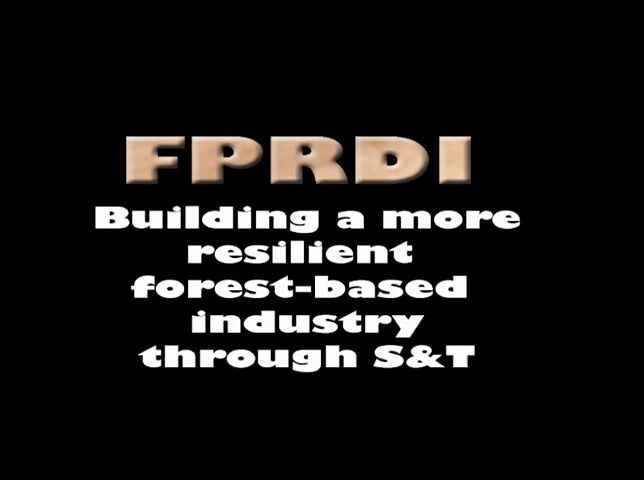 FPRDI
Building a more
resilient
forest-based
industry
through S&T